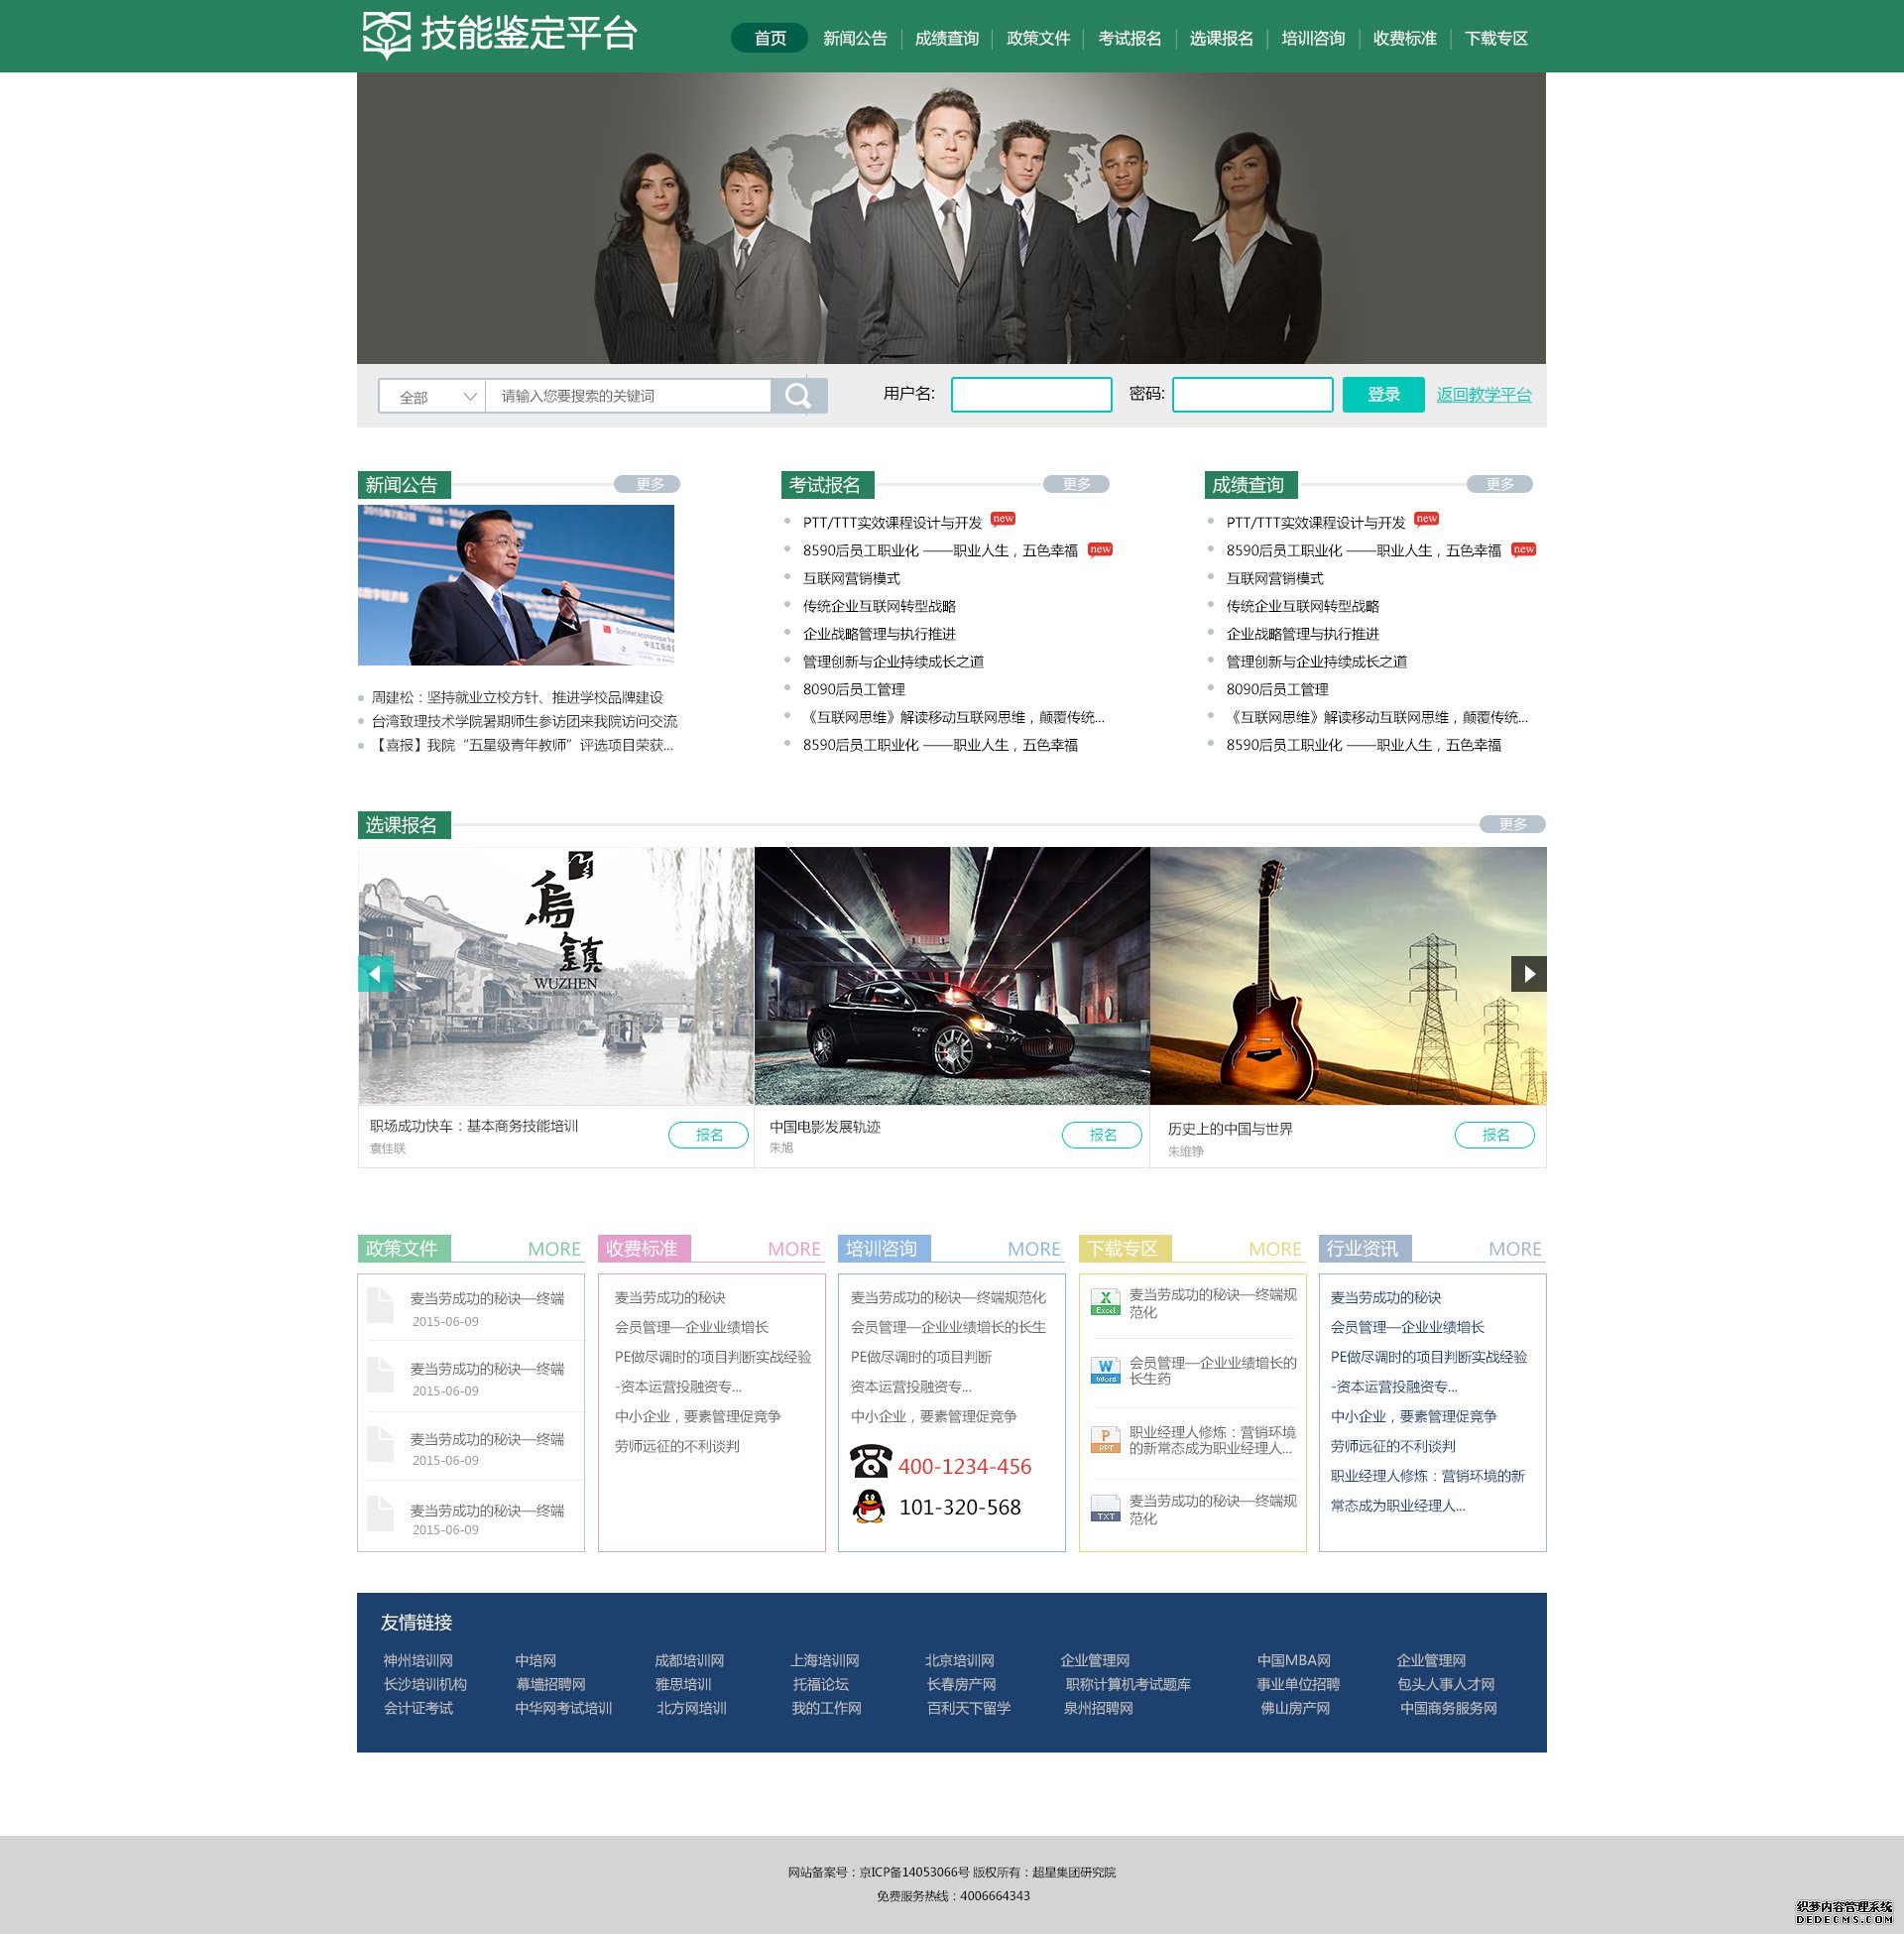 技能鉴定平台
首页 新闻公告 成绩查询 政策文件 考试报名 选课报名 培训咨询 收费标准 下载专区
全部 请输入您要搜索的关键词 用户名: 密码: 登录 返回教学平台
新闻公告 更多
2015年7月2日
中法工商峰会
周建松：坚持就业立校方针、推进学校品牌建设
台湾致理技术学院暑期师生参访团来我院访问交流
【喜报】我院“五星级青年教师”评选项目荣获...
考试报名 更多
PTT/TTT实效课程设计与开发 new
8590后员工职业化 ——职业人生，五色幸福 new
互联网营销模式
传统企业互联网转型战略
企业战略管理与执行推进
管理创新与企业持续成长之道
8090后员工管理
《互联网思维》解读移动互联网思维，颠覆传统...
8590后员工职业化 ——职业人生，五色幸福
成绩查询 更多
PTT/TTT实效课程设计与开发 new
8590后员工职业化 ——职业人生，五色幸福 new
互联网营销模式
传统企业互联网转型战略
企业战略管理与执行推进
管理创新与企业持续成长之道
8090后员工管理
《互联网思维》解读移动互联网思维，颠覆传统...
8590后员工职业化 ——职业人生，五色幸福
选课报名 更多
烏
鎮
WUZHEN
职场成功快车：基本商务技能培训
袁佳联
报名
中国电影发展轨迹
朱旭
报名
历史上的中国与世界
朱维铮
报名
政策文件 MORE
麦当劳成功的秘诀—终端
2015-06-09
麦当劳成功的秘诀—终端
2015-06-09
麦当劳成功的秘诀—终端
2015-06-09
麦当劳成功的秘诀—终端
2015-06-09
收费标准 MORE
麦当劳成功的秘诀
会员管理—企业业绩增长
PE做尽调时的项目判断实战经验
-资本运营投融资专...
中小企业，要素管理促竞争
劳师远征的不利谈判
培训咨询 MORE
麦当劳成功的秘诀—终端规范化
会员管理—企业业绩增长的长生
PE做尽调时的项目判断
资本运营投融资专...
中小企业，要素管理促竞争
400-1234-456
101-320-568
下载专区 MORE
X Excel
麦当劳成功的秘诀—终端规
范化
W Word
会员管理—企业业绩增长的
长生药
P PPT
职业经理人修炼：营销环境
的新常态成为职业经理人...
TXT
麦当劳成功的秘诀—终端规
范化
行业资讯 MORE
麦当劳成功的秘诀
会员管理—企业业绩增长
PE做尽调时的项目判断实战经验
-资本运营投融资专...
中小企业，要素管理促竞争
劳师远征的不利谈判
职业经理人修炼：营销环境的新
常态成为职业经理人...
友情链接
神州培训网 中培网 成都培训网 上海培训网 北京培训网 企业管理网 中国MBA网 企业管理网
长沙培训机构 幕墙招聘网 雅思培训 托福论坛 长春房产网 职称计算机考试题库 事业单位招聘 包头人事人才网
会计证考试 中华网考试培训 北方网培训 我的工作网 百利天下留学 泉州招聘网 佛山房产网 中国商务服务网
网站备案号：京ICP备14053066号 版权所有：超星集团研究院
免费服务热线：4006664343
织梦内容管理系统
DEDECMS.COM